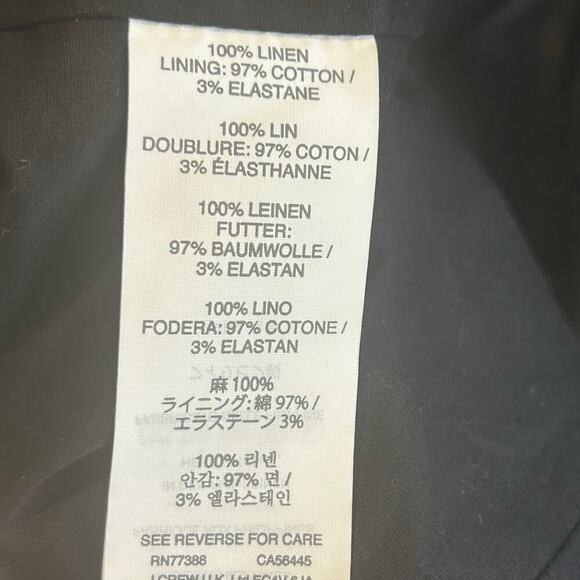 100% LINEN
LINING: 97% COTTON /
3% ELASTANE
100% LIN
DOUBLURE: 97% COTON /
3% ÉLASTHANNE
100% LEINEN
FUTTER:
97% BAUMWOLLE /
3% ELASTAN
100% LINO
FODERA: 97% COTONE /
3% ELASTAN
麻 100%
ライニング: 綿 97% /
エラステーン 3%
100% 리넨
안감: 97% 면 /
3% 엘라스테인
SEE REVERSE FOR CARE
RN77388 CA56445